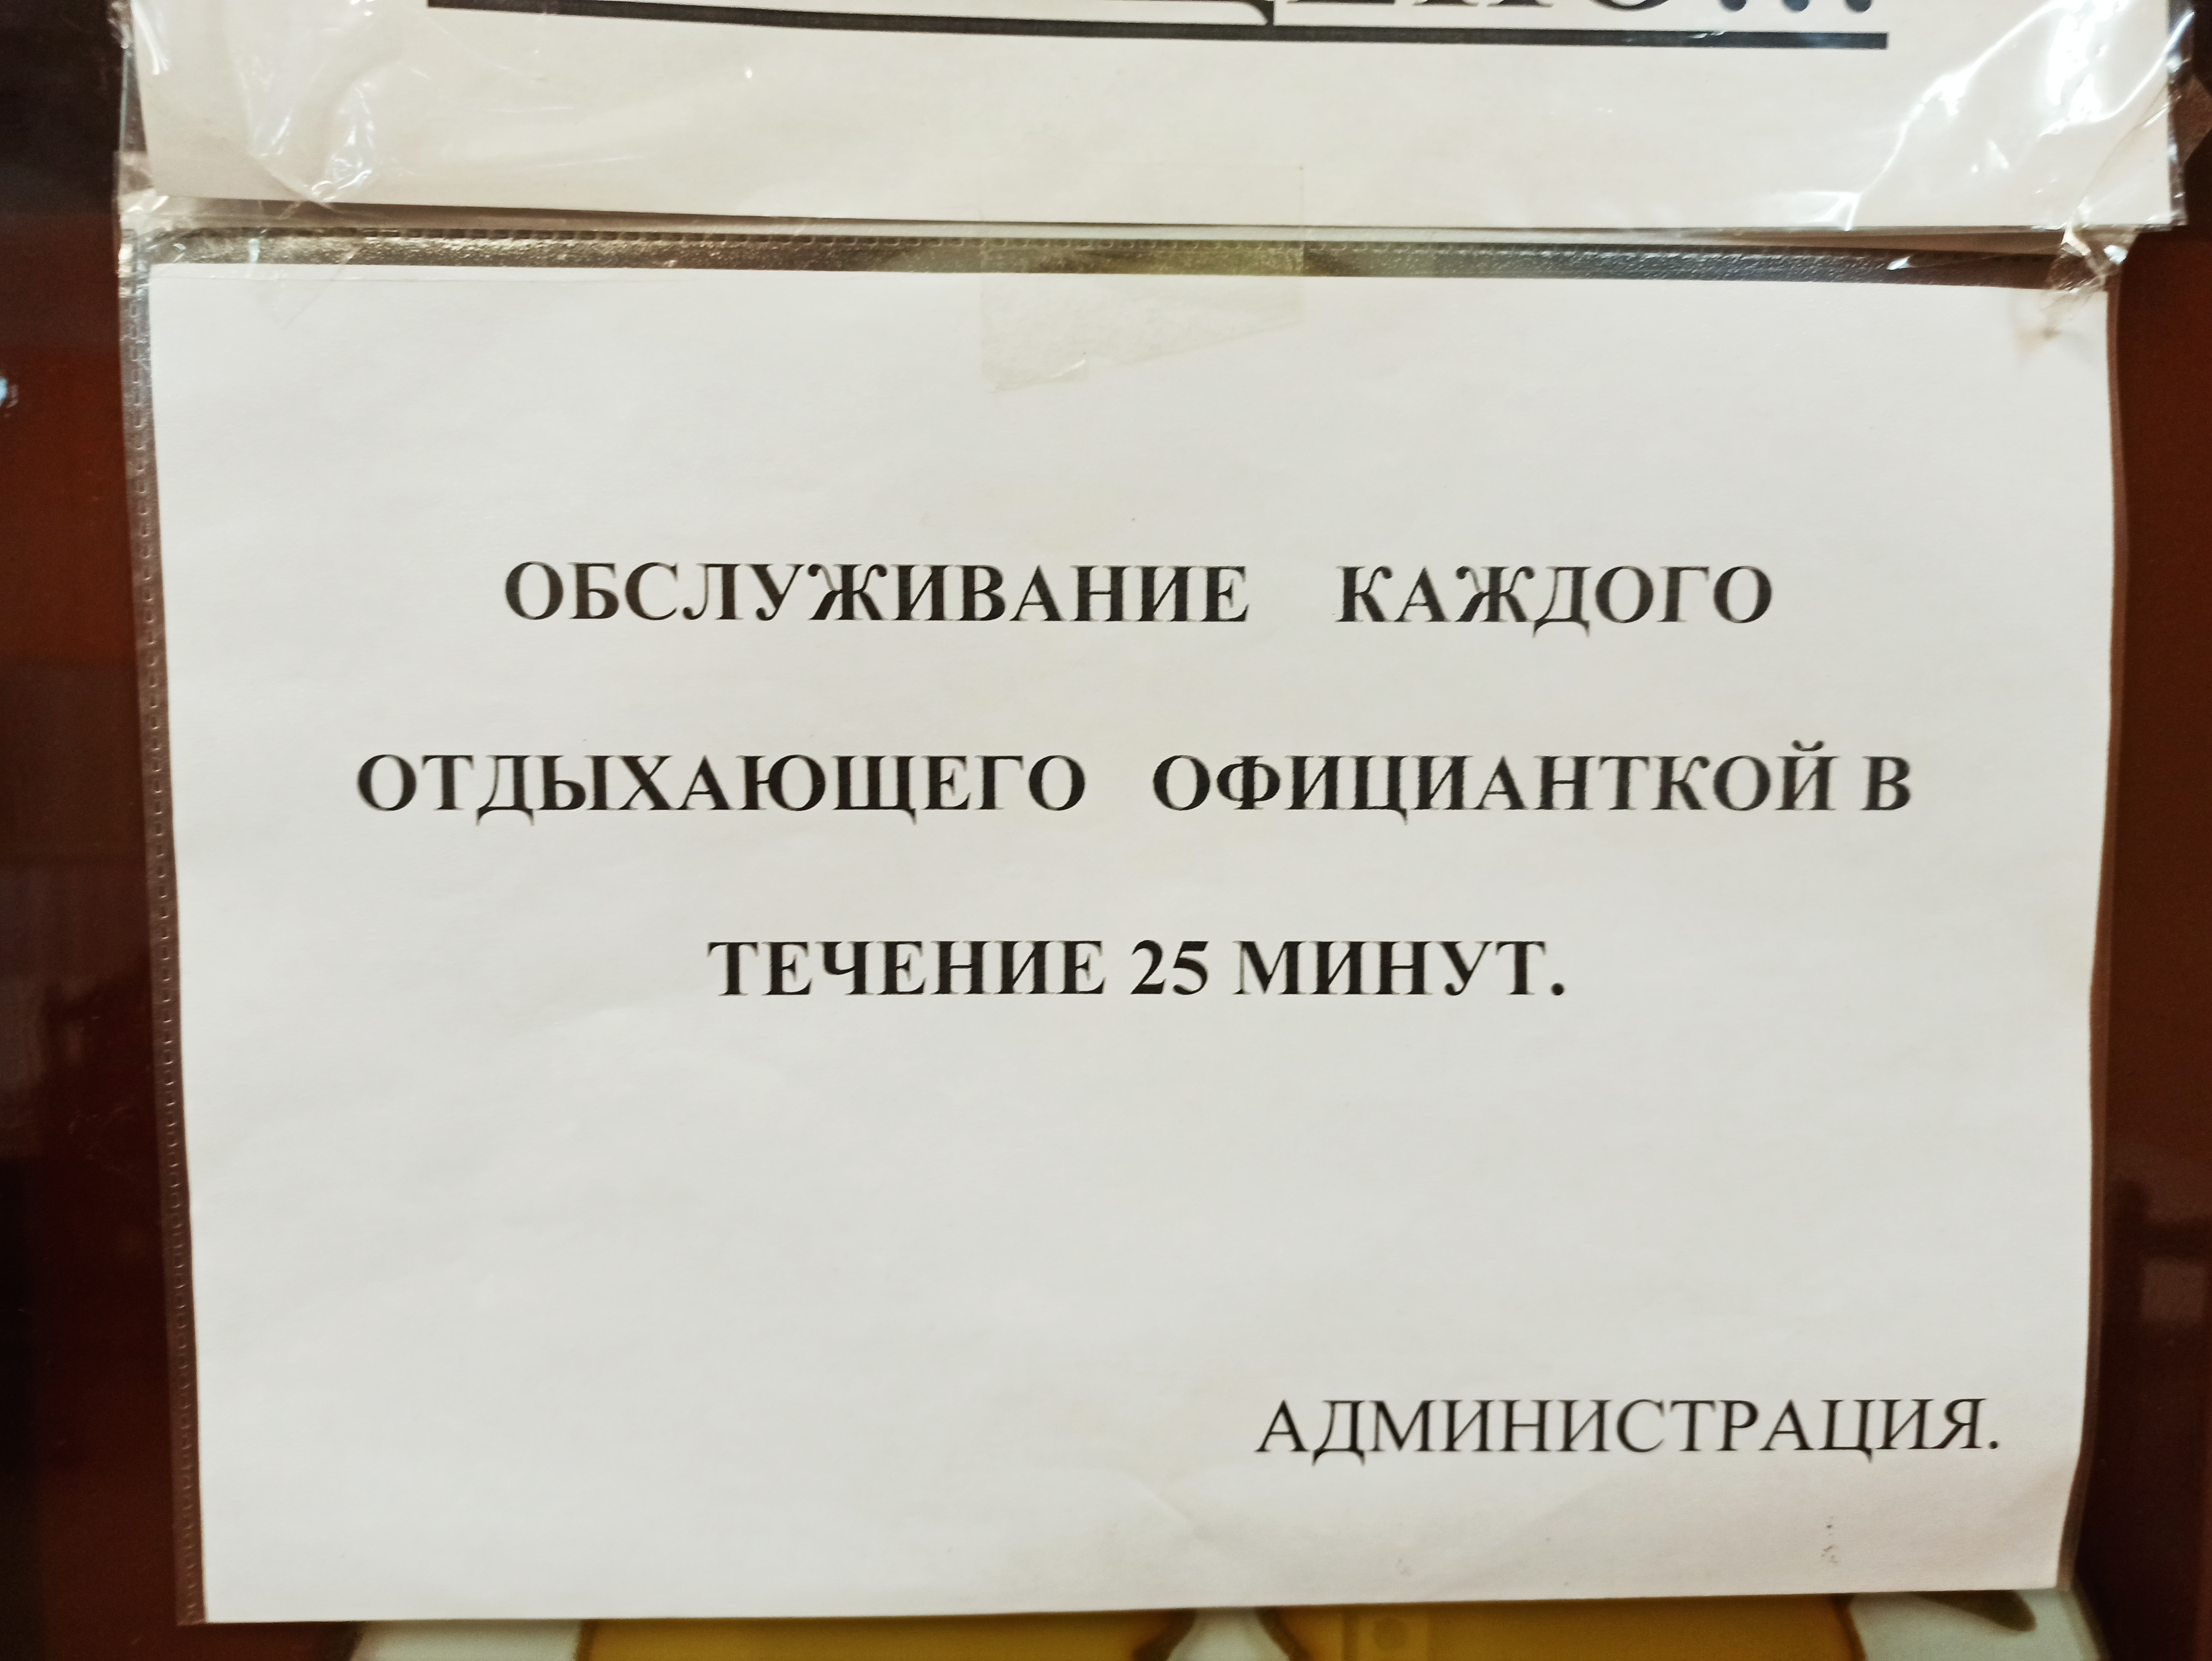 ОБСЛУЖИВАНИЕ КАЖДОГО
ОТДЫХАЮЩЕГО ОФИЦИАНТКОЙ В
ТЕЧЕНИЕ 25 МИНУТ.
АДМИНИСТРАЦИЯ.